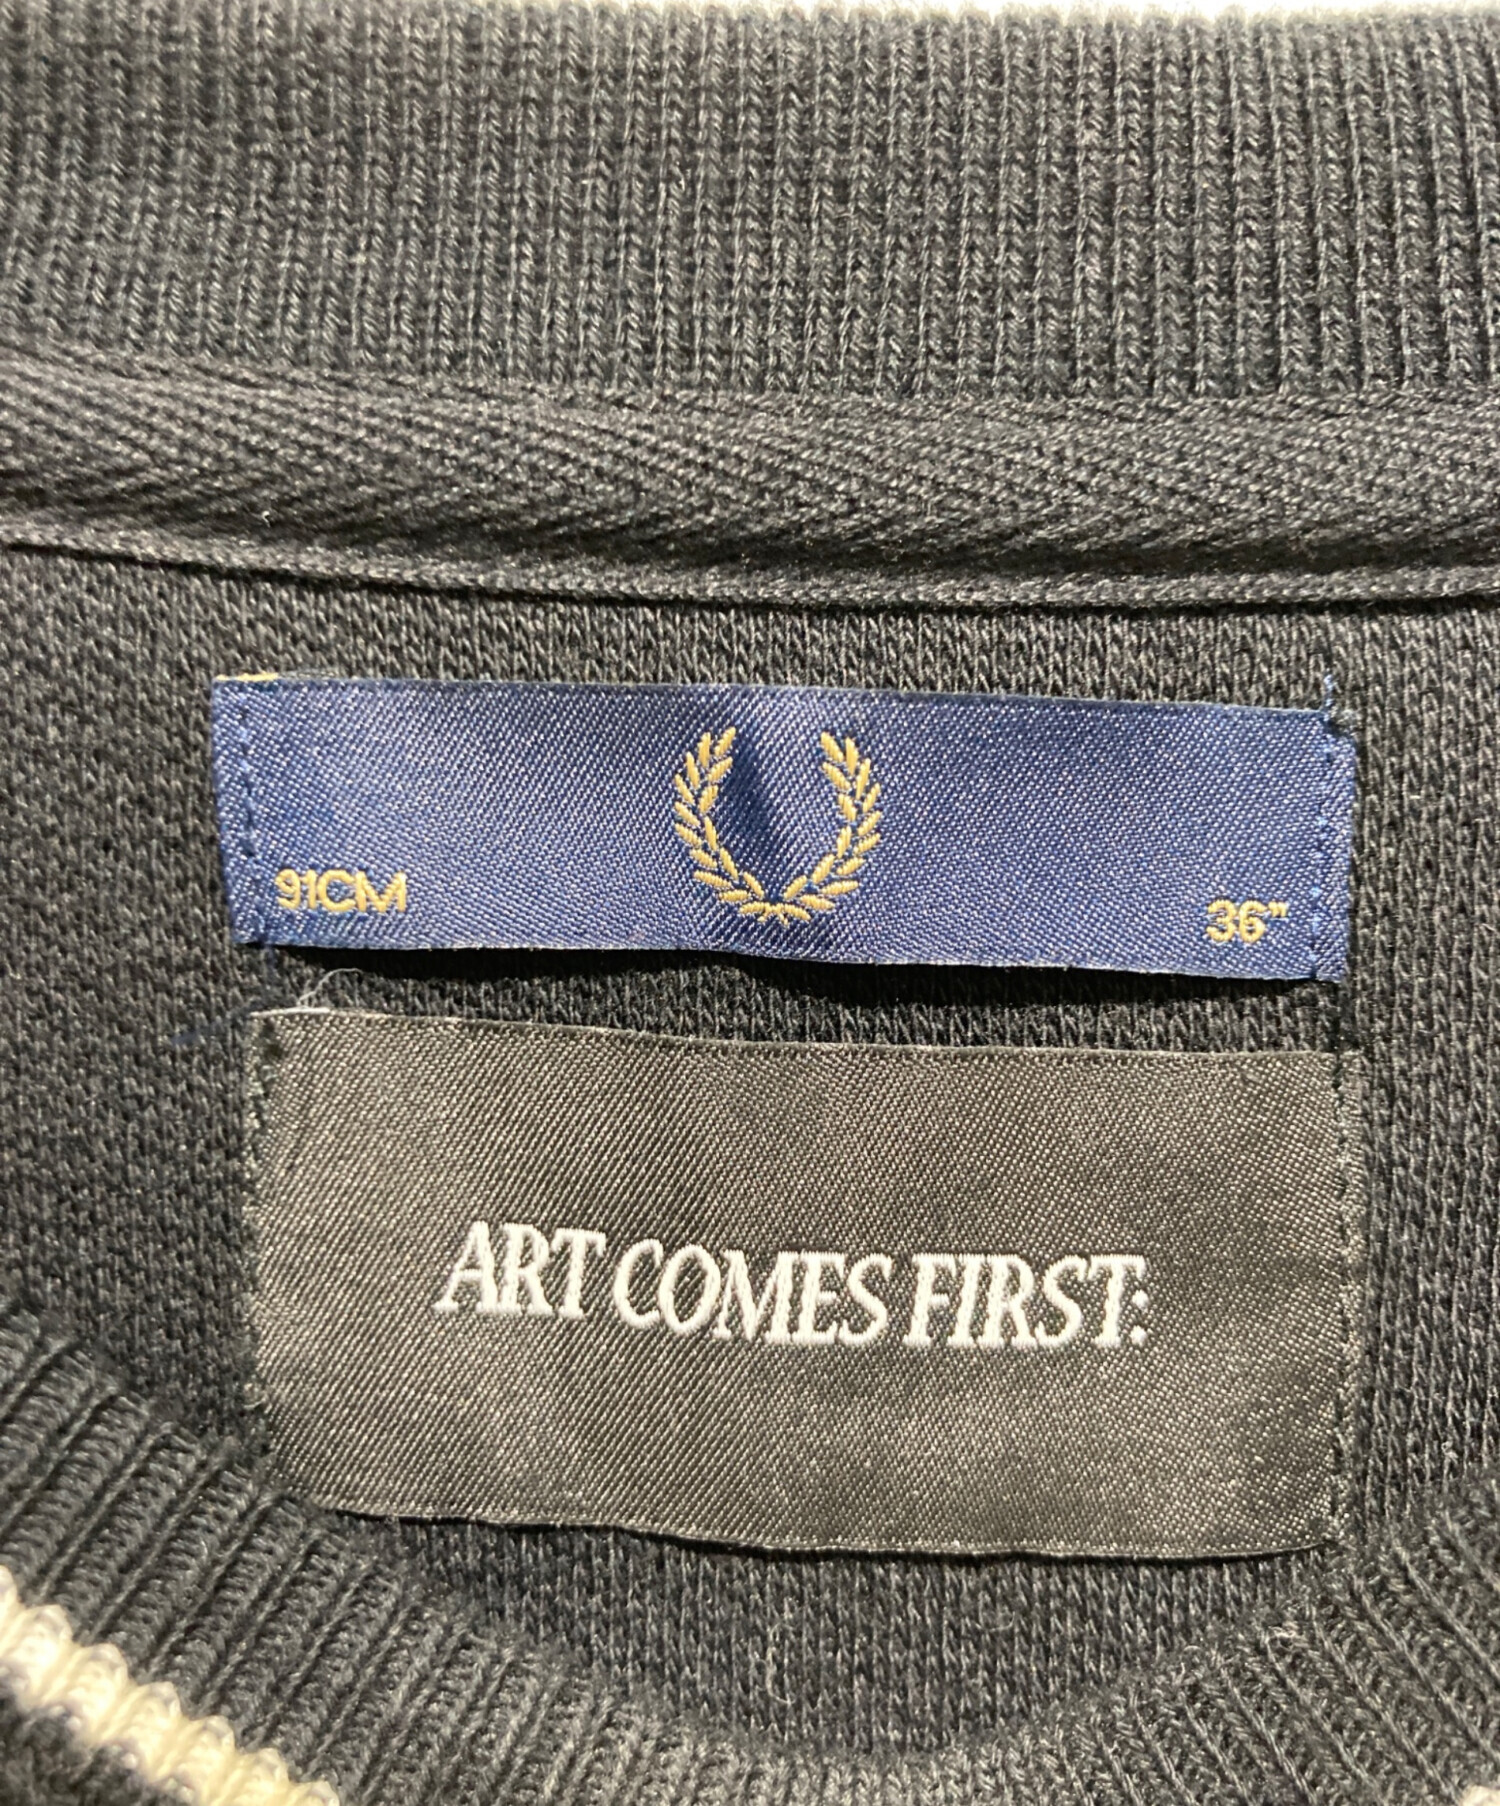 91CM
36"
ART COMES FIRST: